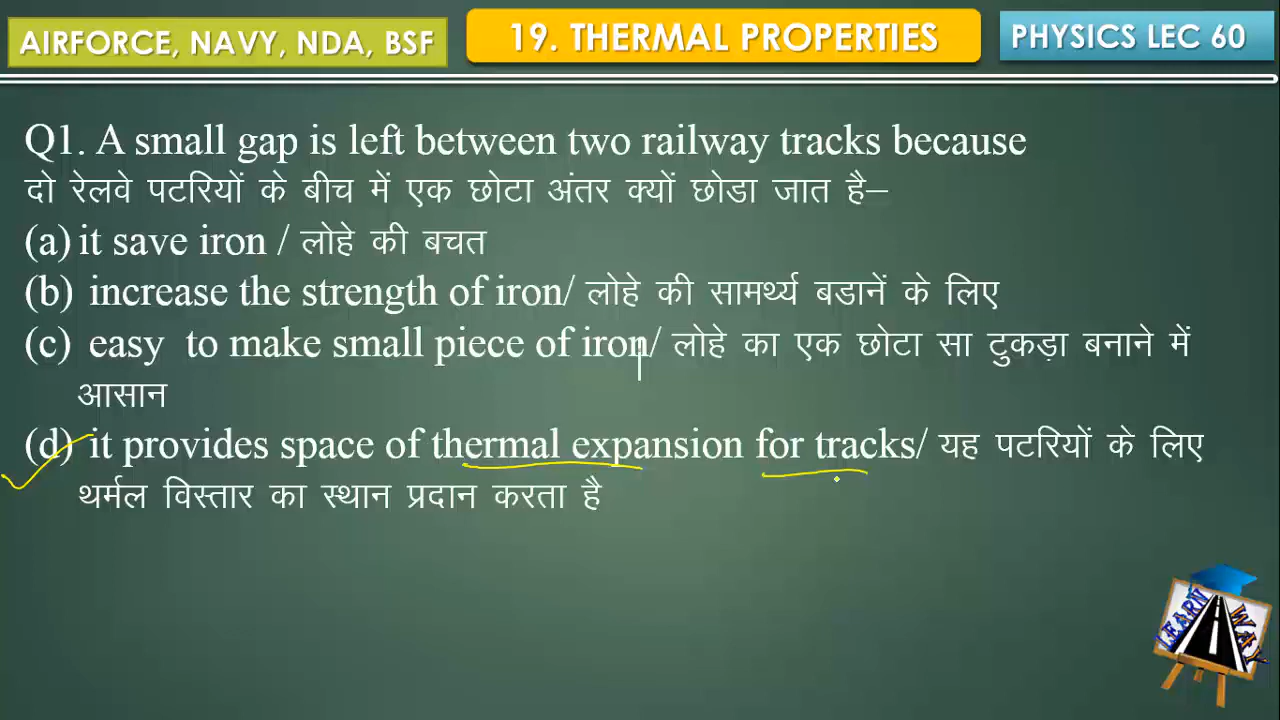 AIRFORCE, NAVY, NDA, BSF
19. THERMAL PROPERTIES
PHYSICS LEC 60
Q1. A small gap is left between two railway tracks because
दो रेलवे पटरियों के बीच में एक छोटा अंतर क्यों छोडा जात है–
(a) it save iron / लोहे की बचत
(b) increase the strength of iron/ लोहे की सामर्थ्य बडानें के लिए
(c) easy to make small piece of iron/ लोहे का एक छोटा सा टुकड़ा बनाने में
आसान
(d) it provides space of thermal expansion for tracks/ यह पटरियों के लिए
थर्मल विस्तार का स्थान प्रदान करता है
LEARN WAY